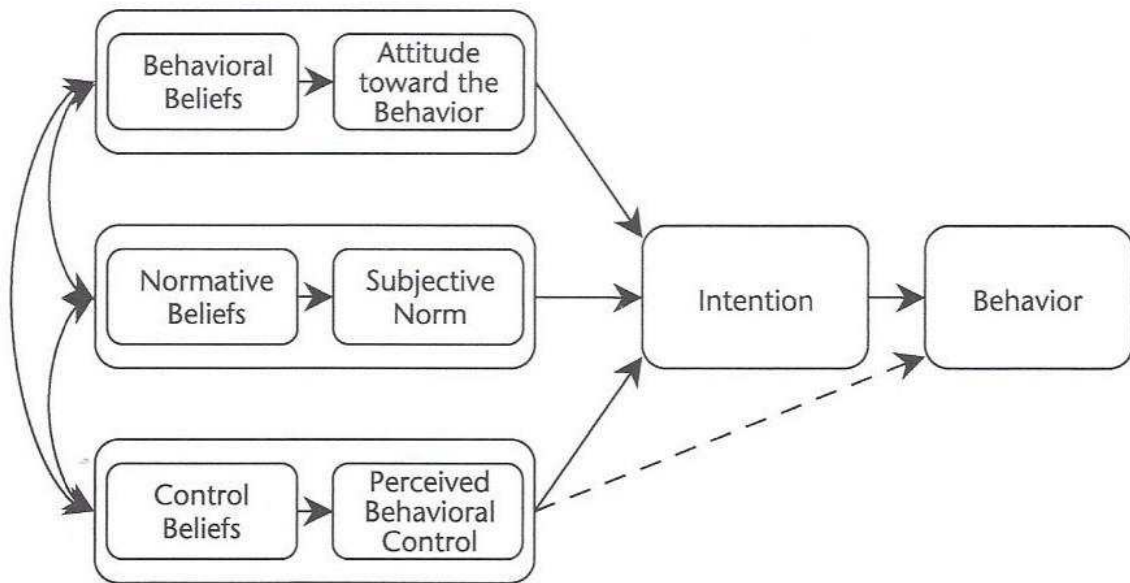 Behavioral
Beliefs
Attitude
toward the
Behavior
Normative
Beliefs
Subjective
Norm
Intention
Behavior
Control
Beliefs
Perceived
Behavioral
Control